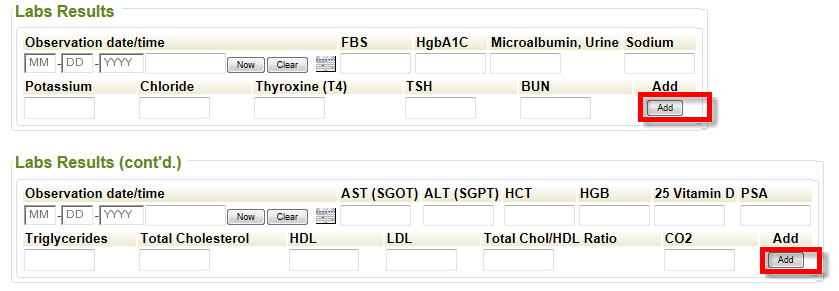 Labs Results
Observation date/time FBS HgbA1C Microalbumin, Urine Sodium
MM - DD - YYYY Now Clear
Potassium Chloride Thyroxine (T4) TSH BUN Add
Add
Labs Results (cont'd.)
Observation date/time AST (SGOT) ALT (SGPT) HCT HGB 25 Vitamin D PSA
MM - DD - YYYY Now Clear
Triglycerides Total Cholesterol HDL LDL Total Chol/HDL Ratio CO2 Add
Add